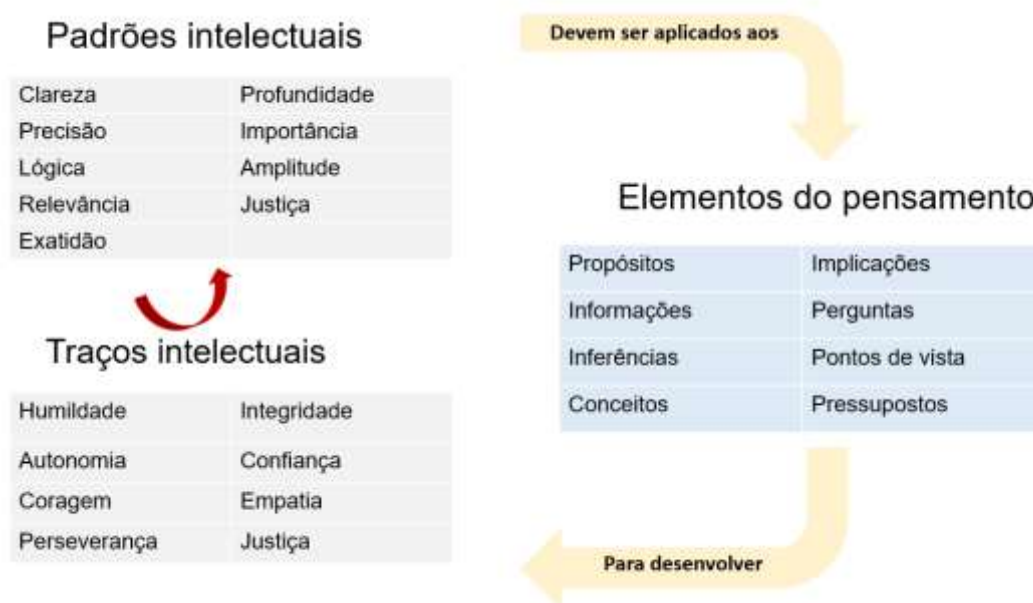 Padrões intelectuais
Devem ser aplicados aos
Clareza Profundidade
Precisão Importância
Lógica Amplitude
Relevância Justiça
Exatidão
Elementos do pensamento
Propósitos Implicações
Informações Perguntas
Inferências Pontos de vista
Conceitos Pressupostos
Traços intelectuais
Humildade Integridade
Autonomia Confiança
Coragem Empatia
Perseverança Justiça
Para desenvolver